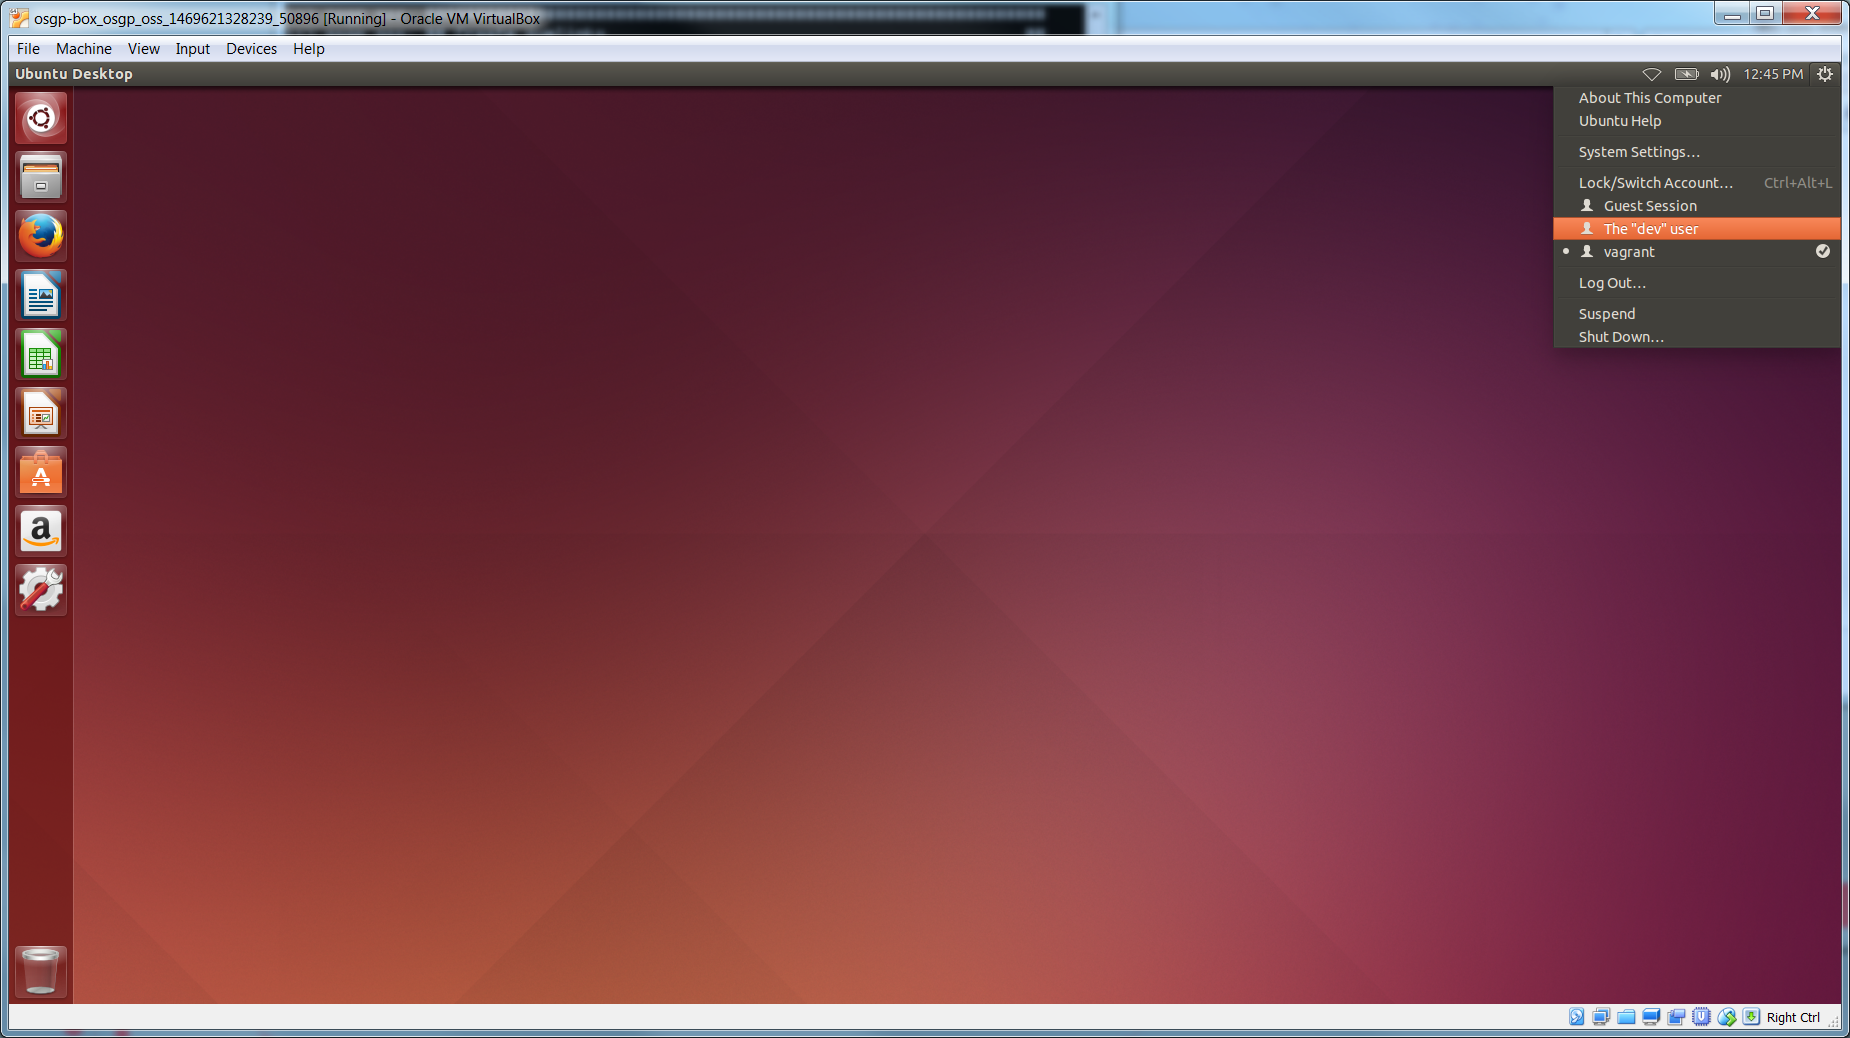 osgp-box_osgp_oss_1469621328239_50896 [Running] - Oracle VM VirtualBox
File Machine View Input Devices Help
Ubuntu Desktop 12:45 PM
About This Computer
Ubuntu Help
System Settings...
Lock/Switch Account... Ctrl+Alt+L
Guest Session
The "dev" user
vagrant
Log Out...
Suspend
Shut Down...
Right Ctrl